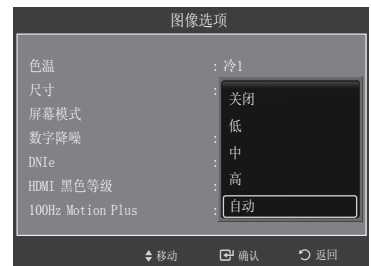 图像选项
色温 : 冷1
尺寸 :
屏幕模式
数字降噪 :
DNIe :
HDMI 黑色等级 :
100Hz Motion Plus :
关闭
低
中
高
自动
移动 确认 返回